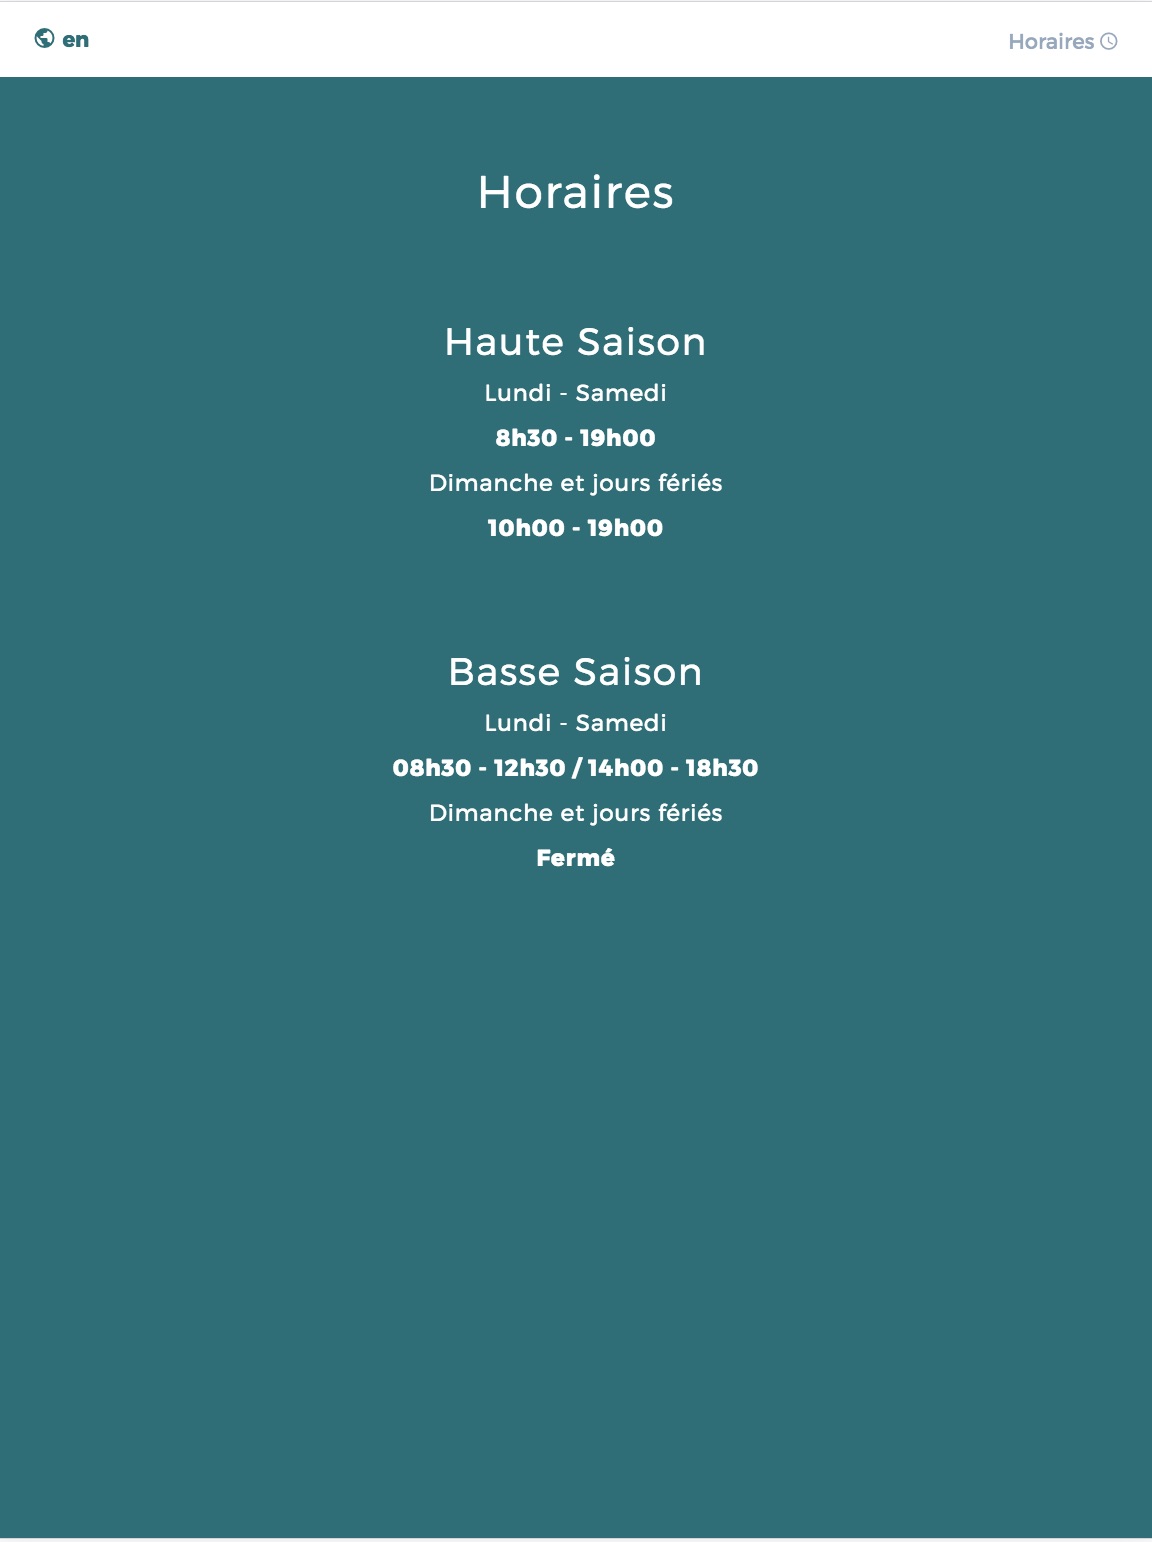 en
Horaires
Horaires
Haute Saison
Lundi - Samedi
8h30 - 19h00
Dimanche et jours fériés
10h00 - 19h00
Basse Saison
Lundi - Samedi
08h30 - 12h30 / 14h00 - 18h30
Dimanche et jours fériés
Fermé